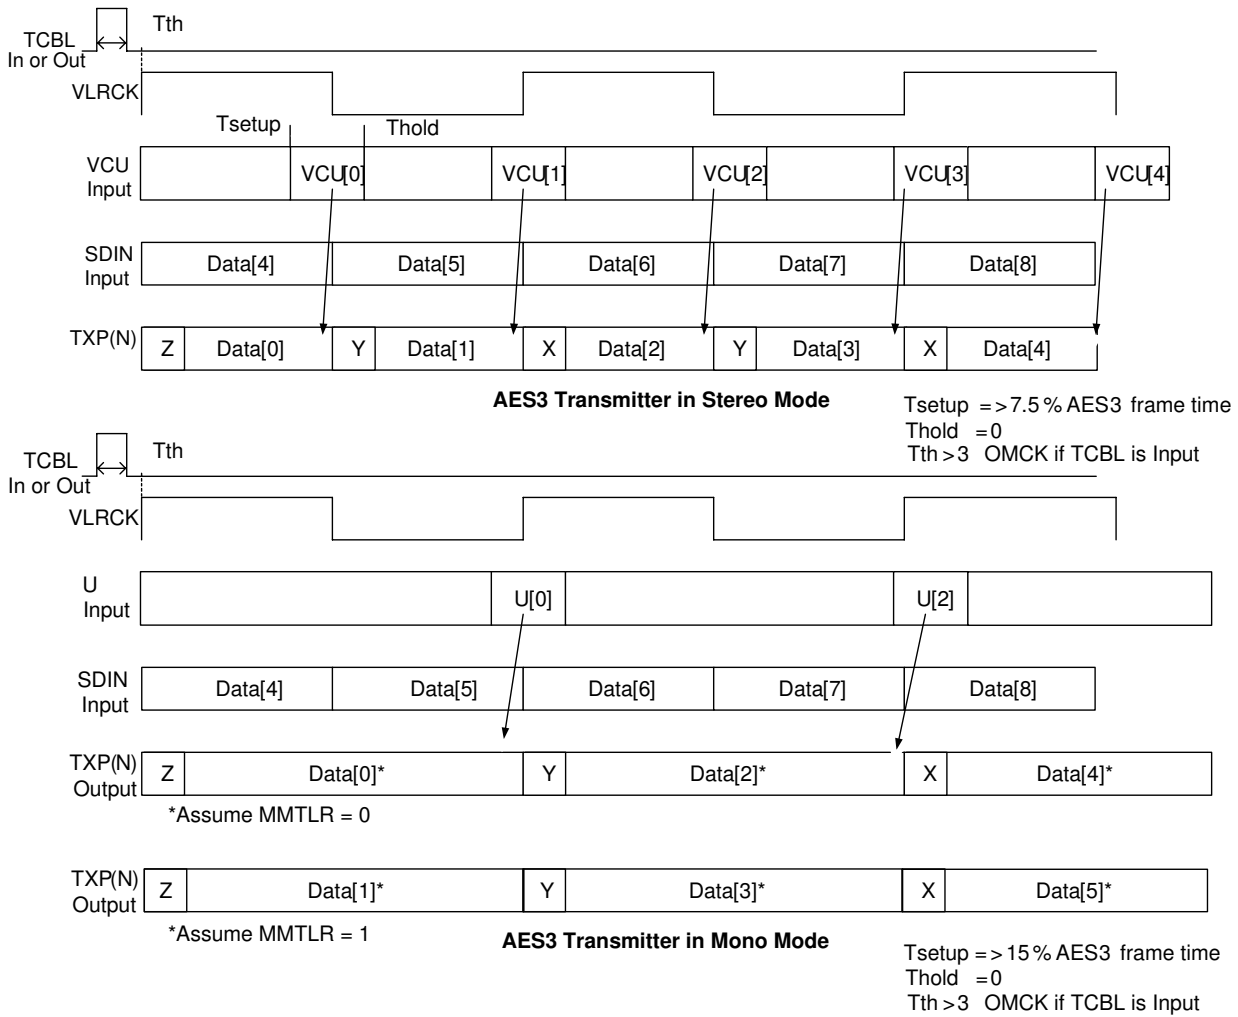 TCBL
In or Out
Tth
VLRCK
Tsetup Thold
VCU
Input
VCU[0] VCU[1] VCU[2] VCU[3] VCU[4]
SDIN
Input
Data[4] Data[5] Data[6] Data[7] Data[8]
TXP(N)
Z Data[0] Y Data[1] X Data[2] Y Data[3] X Data[4]
AES3 Transmitter in Stereo Mode
Tsetup =>7.5% AES3 frame time
Thold =0
Tth >3 OMCK if TCBL is Input
TCBL
In or Out
Tth
VLRCK
U
Input
U[0] U[2]
SDIN
Input
Data[4] Data[5] Data[6] Data[7] Data[8]
TXP(N)
Output
Z Data[0]* Y Data[2]* X Data[4]*
*Assume MMTLR = 0
TXP(N)
Output
Z Data[1]* Y Data[3]* X Data[5]*
*Assume MMTLR = 1
AES3 Transmitter in Mono Mode
Tsetup =>15% AES3 frame time
Thold =0
Tth >3 OMCK if TCBL is Input